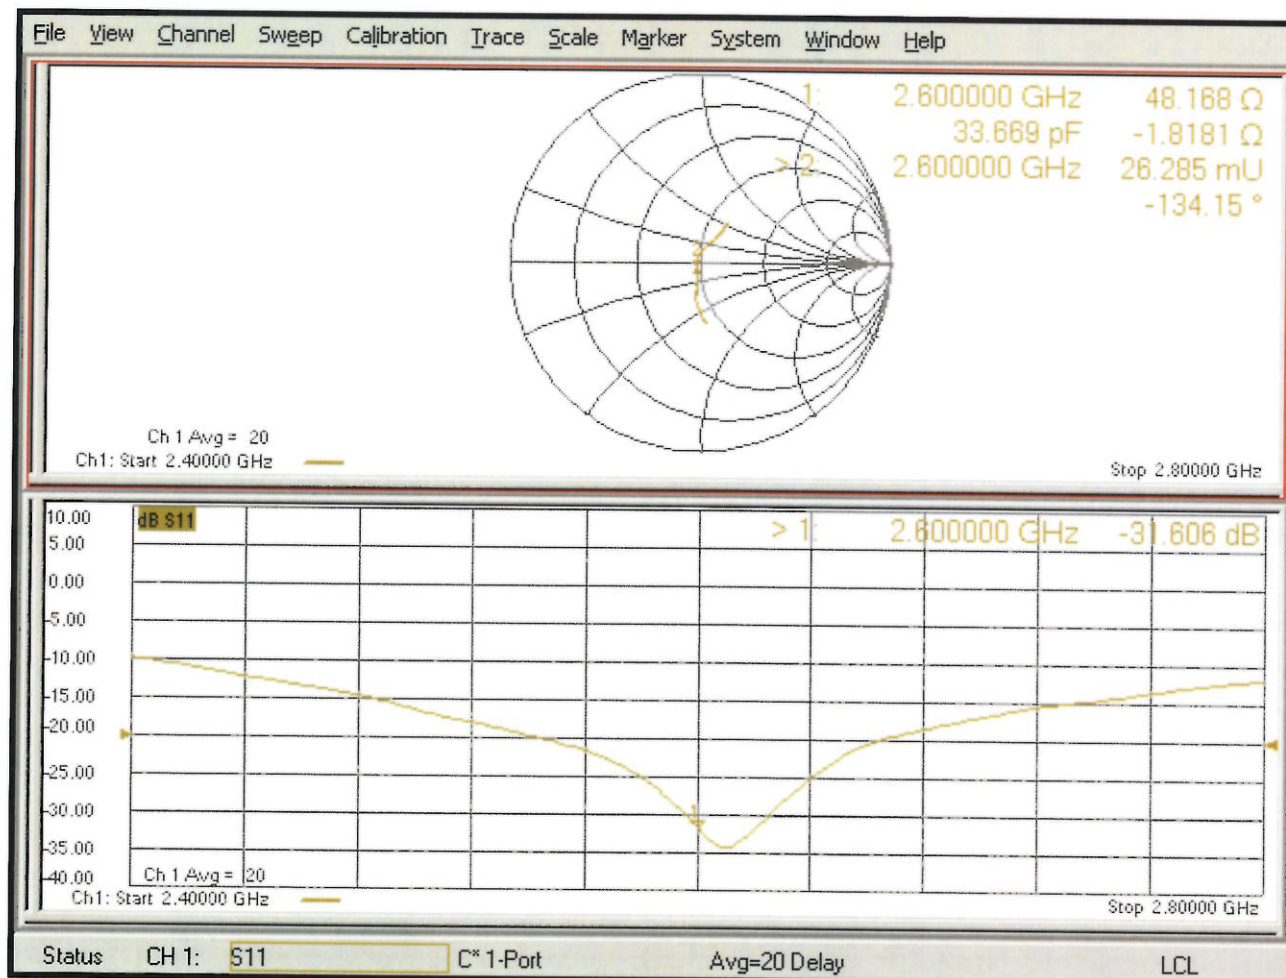 File View Channel Sweep Calibration Trace Scale Marker System Window Help
1: 2.600000 GHz 48.168 Ω
33.669 pF -1.8181 Ω
> 2: 2.600000 GHz 26.285 mU
-134.15 °
Ch 1 Avg = 20
Ch1: Start 2.40000 GHz
Stop 2.80000 GHz
10.00
dB S11
> 1: 2.600000 GHz -31.606 dB
5.00
0.00
-5.00
-10.00
-15.00
-20.00
-25.00
-30.00
1
-35.00
-40.00
Ch 1 Avg = 20
Ch1: Start 2.40000 GHz
Stop 2.80000 GHz
Status CH 1: S11 C* 1-Port Avg=20 Delay LCL